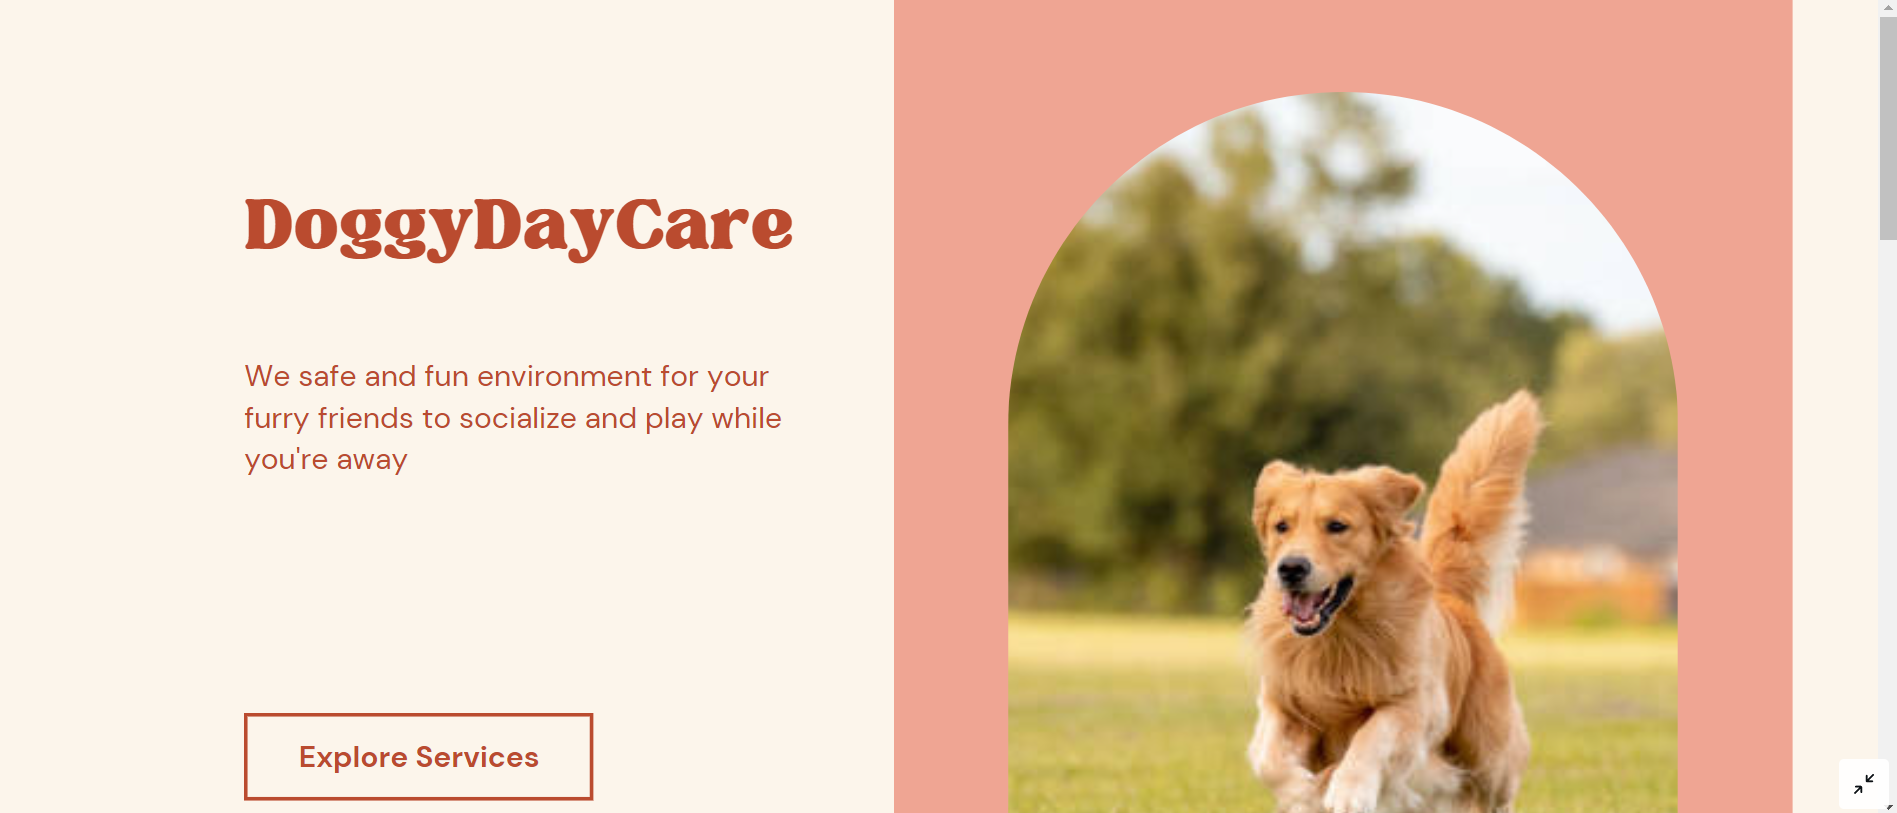 DoggyDayCare
We safe and fun environment for your
furry friends to socialize and play while
you're away
Explore Services